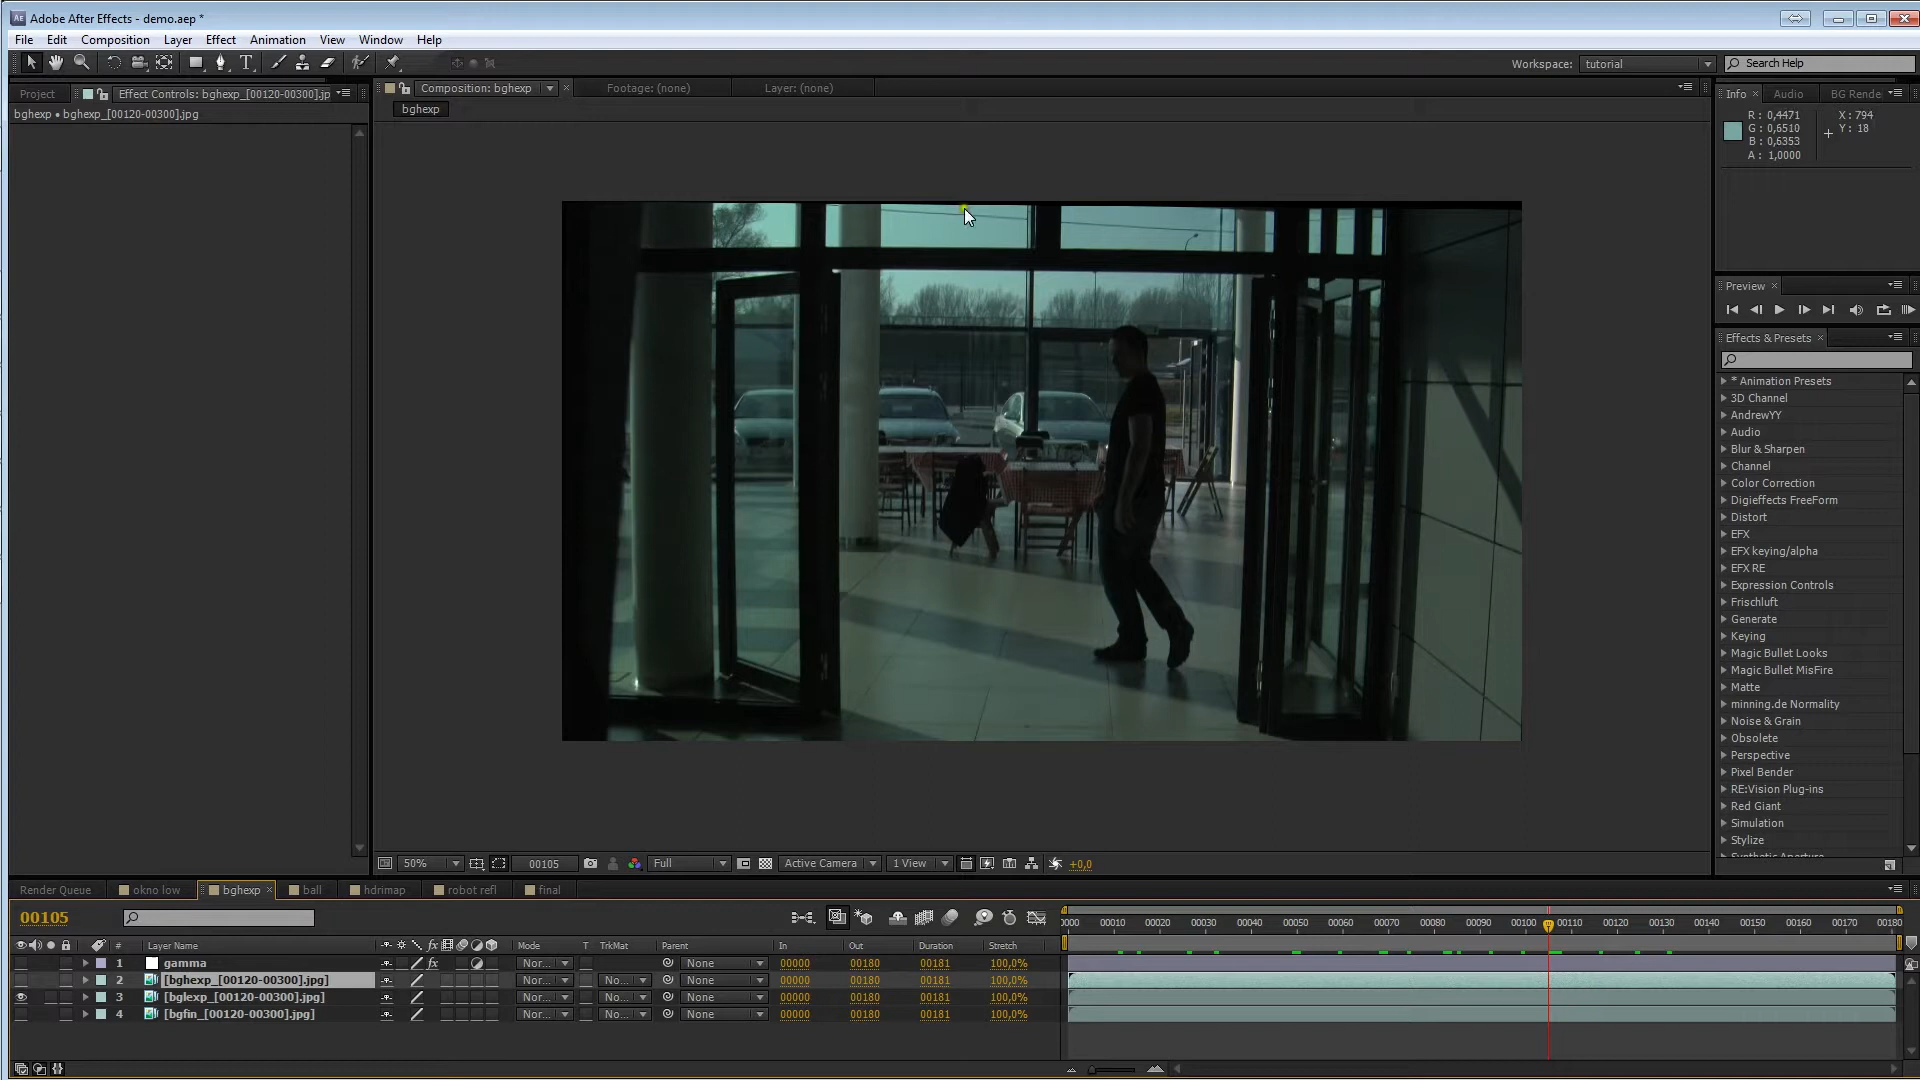 Adobe After Effects - demo.aep *
File Edit Composition Layer Effect Animation View Window Help
Workspace: tutorial Search Help
Project Effect Controls: bghexp_[00120-00300].jp
bghexp • bghexp_[00120-00300].jpg
Composition: bghexp Footage: (none) Layer: (none)
bghexp
Info Audio BG Rende
R: 0,4471 X: 794
G: 0,6510 Y: 18
B: 0,6353
A: 1,0000
Preview
Effects & Presets
* Animation Presets
3D Channel
AndrewYY
Audio
Blur & Sharpen
Channel
Color Correction
Digieffects FreeForm
Distort
EFX
EFX keying/alpha
EFX RE
Expression Controls
Frischluft
Generate
Keying
Magic Bullet Looks
Magic Bullet MisFire
Matte
minning.de Normality
Noise & Grain
Obsolete
Perspective
Pixel Bender
RE:Vision Plug-ins
Red Giant
Simulation
Stylize
Synthetic Aperture
50% 00105 Full Active Camera 1 View +0,0
Render Queue okno low bghexp ball hdrimap robot refl final
00105
0000 00010 00020 00030 00040 00050 00060 00070 00080 00090 00100 00110 00120 00130 00140 00150 00160 00170 00180
# Layer Name fx Mode T TrkMat Parent In Out Duration Stretch
1 gamma fx Nor... None 00000 00180 00181 100,0%
2 [bghexp_[00120-00300].jpg] Nor... No... None 00000 00180 00181 100,0%
3 [bglexp_[00120-00300].jpg] Nor... No... None 00000 00180 00181 100,0%
4 [bgfin_[00120-00300].jpg] Nor... No... None 00000 00180 00181 100,0%